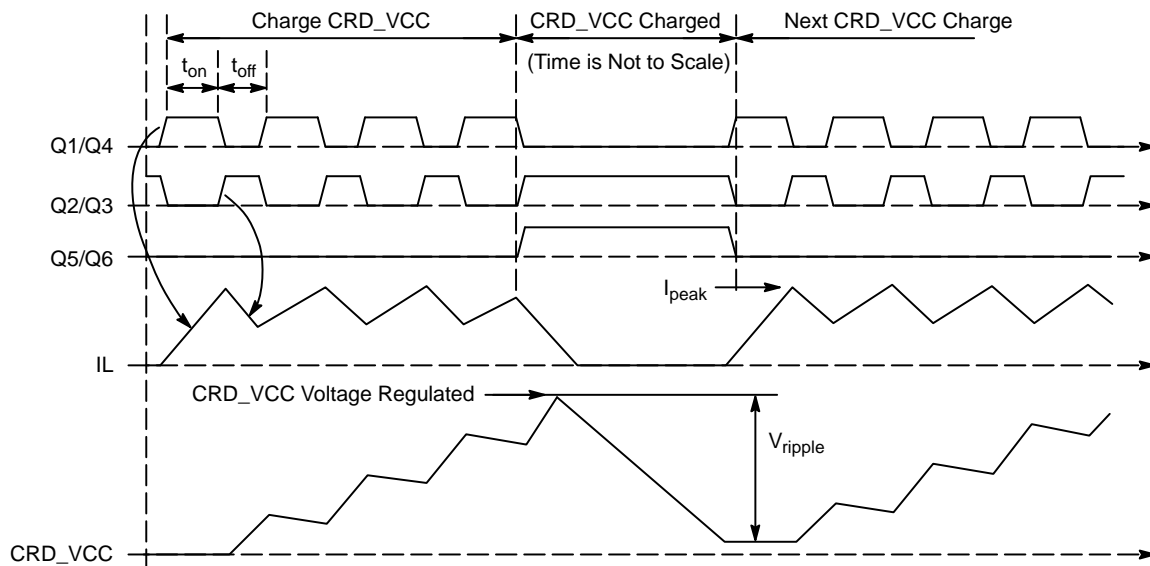 Charge CRD_VCC
CRD_VCC Charged
Next CRD_VCC Charge
(Time is Not to Scale)
ton
toff
Q1/Q4
Q2/Q3
Q5/Q6
Ipeak
IL
CRD_VCC Voltage Regulated
Vripple
CRD_VCC